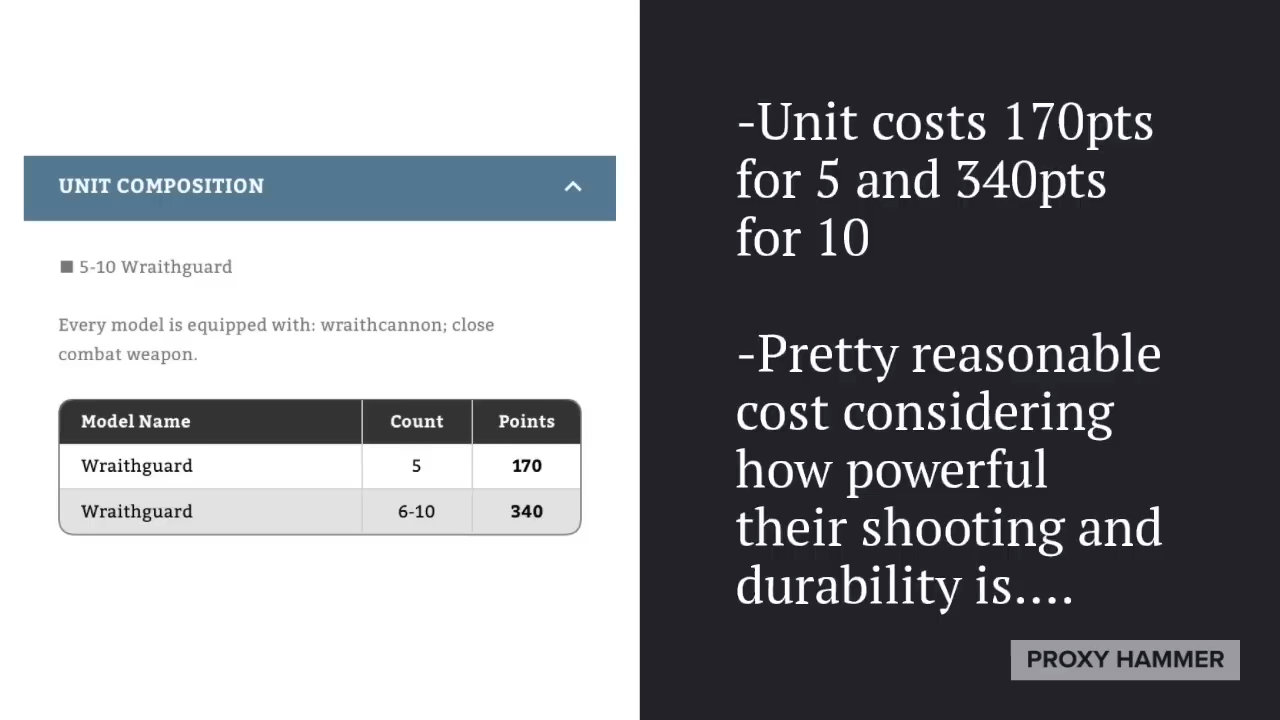 UNIT COMPOSITION
■ 5-10 Wraithguard
Every model is equipped with: wraithcannon; close
combat weapon.
Model Name Count Points
Wraithguard 5 170
Wraithguard 6-10 340
-Unit costs 170pts
for 5 and 340pts
for 10
-Pretty reasonable
cost considering
how powerful
their shooting and
durability is....
PROXY HAMMER